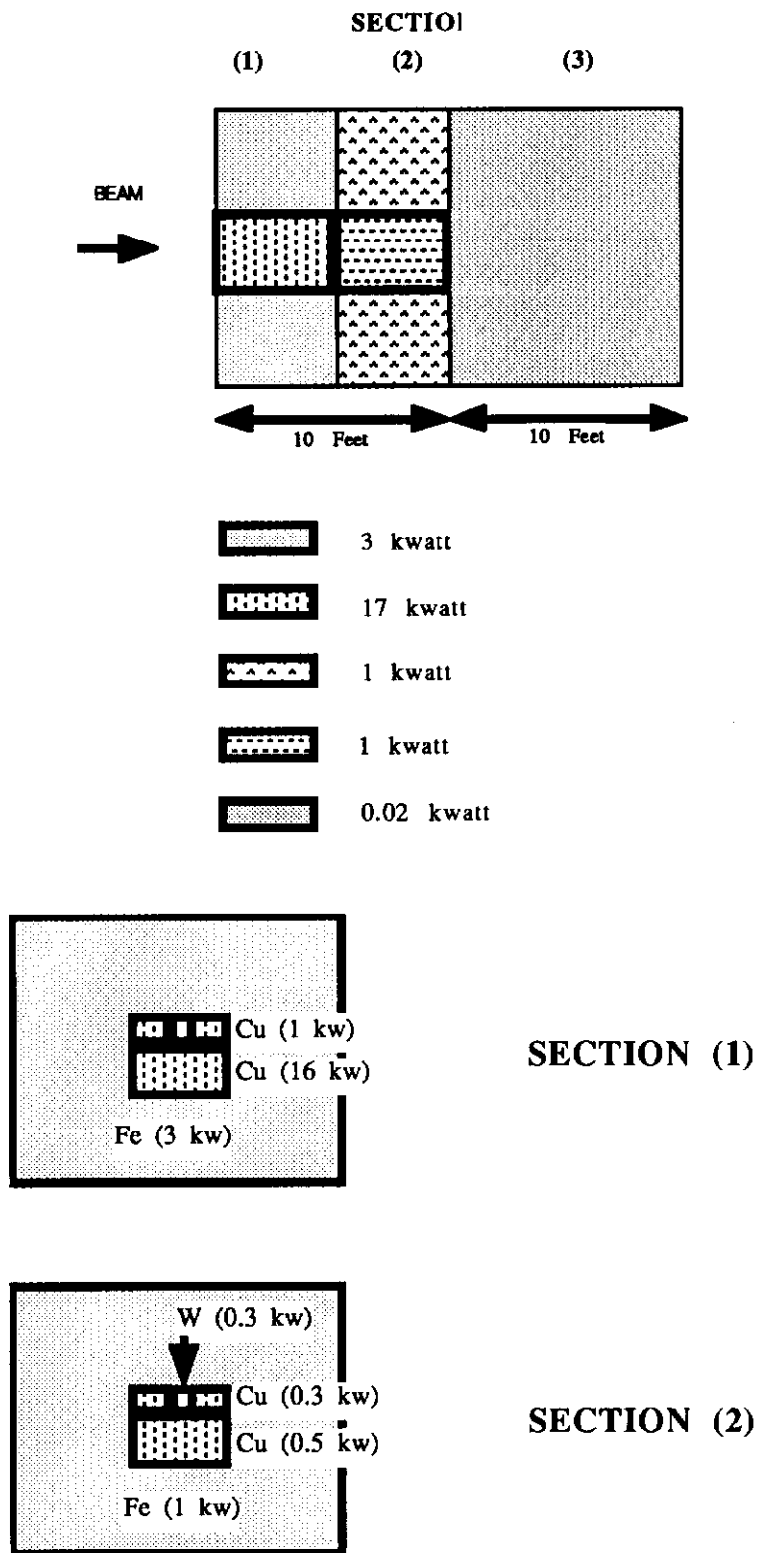 SECTIO
(1) (2) (3)
BEAM
10 Feet 10 Feet
3 kwatt
17 kwatt
1 kwatt
1 kwatt
0.02 kwatt
Cu (1 kw)
Cu (16 kw)
Fe (3 kw)
SECTION (1)
W (0.3 kw)
Cu (0.3 kw)
Cu (0.5 kw)
Fe (1 kw)
SECTION (2)